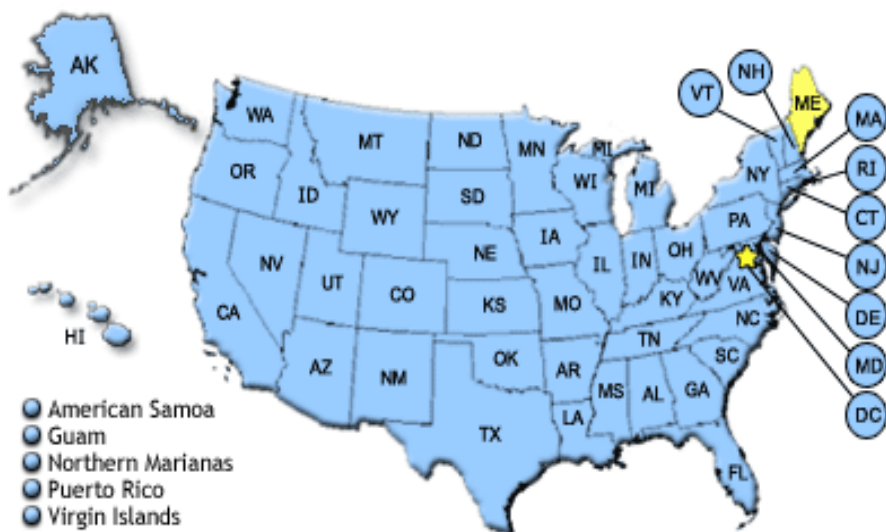 AK
NH
VT
ME
WA
MT
ND
MN
MI
MA
OR
ID
SD
WI
MI
NY
RI
WY
CT
PA
IA
NE
OH
NV
IL
IN
NJ
UT
WV
CO
VA
CA
KS
MO
KY
DE
HI
NC
TN
OK
AZ
NM
AR
SC
MD
MS
AL
GA
TX
LA
DC
FL
American Samoa
Guam
Northern Marianas
Puerto Rico
Virgin Islands